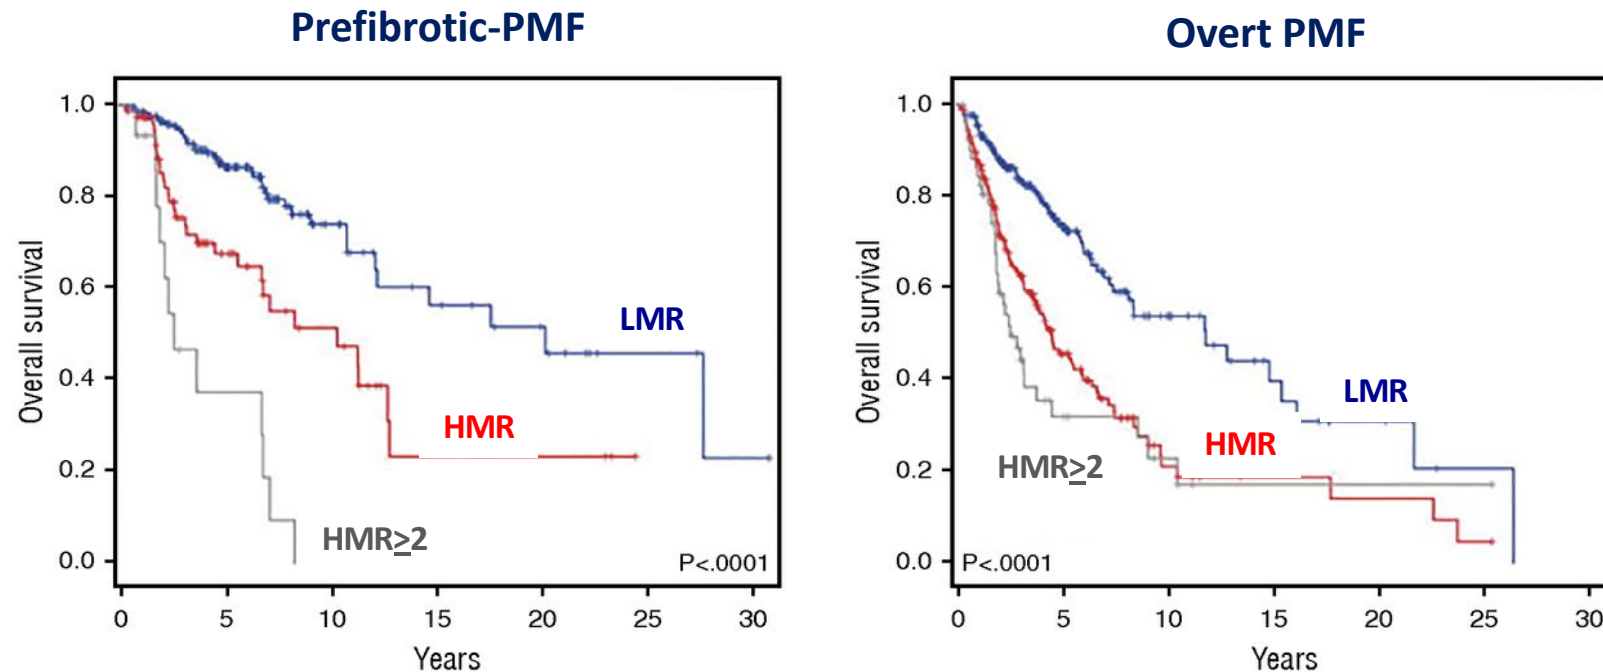 Prefibrotic-PMF
Overall survival
1.0
0.8
0.6
0.4
0.2
0.0
LMR
HMR
HMR≥2
P<.0001
0 5 10 15 20 25 30
Years
Overt PMF
Overall survival
1.0
0.8
0.6
0.4
0.2
0.0
LMR
HMR
HMR≥2
P<.0001
0 5 10 15 20 25 30
Years